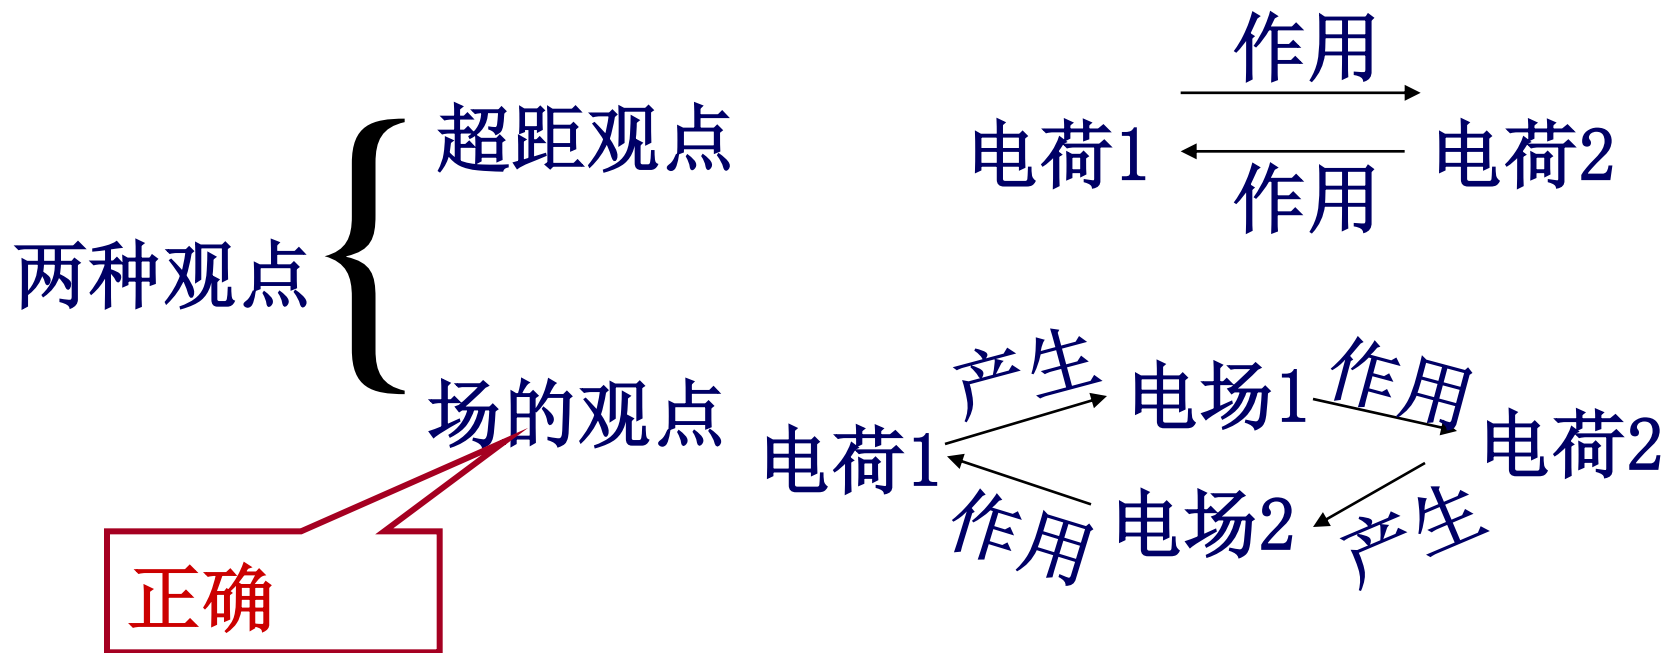 作用
超距观点
电荷1
电荷2
作用
两种观点
产生
电场1
作用
场的观点
电荷1
电荷2
作用
电场2
产生
正确